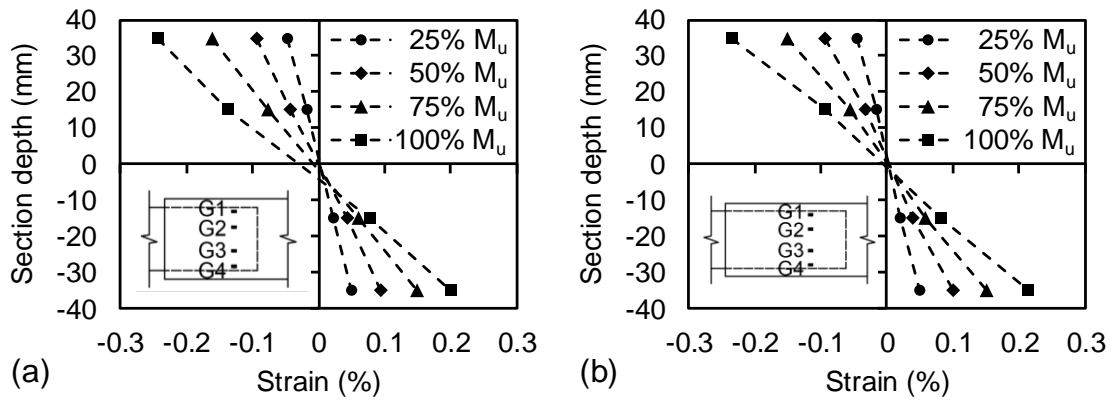 40
30
20
10
0
-10
-20
-30
-40
Section depth (mm)
25% Mu
50% Mu
75% Mu
100% Mu
G1
G2
G3
G4
-0.3 -0.2 -0.1 0 0.1 0.2 0.3
Strain (%)
(a)
40
30
20
10
0
-10
-20
-30
-40
Section depth (mm)
25% Mu
50% Mu
75% Mu
100% Mu
G1
G2
G3
G4
-0.3 -0.2 -0.1 0 0.1 0.2 0.3
Strain (%)
(b)